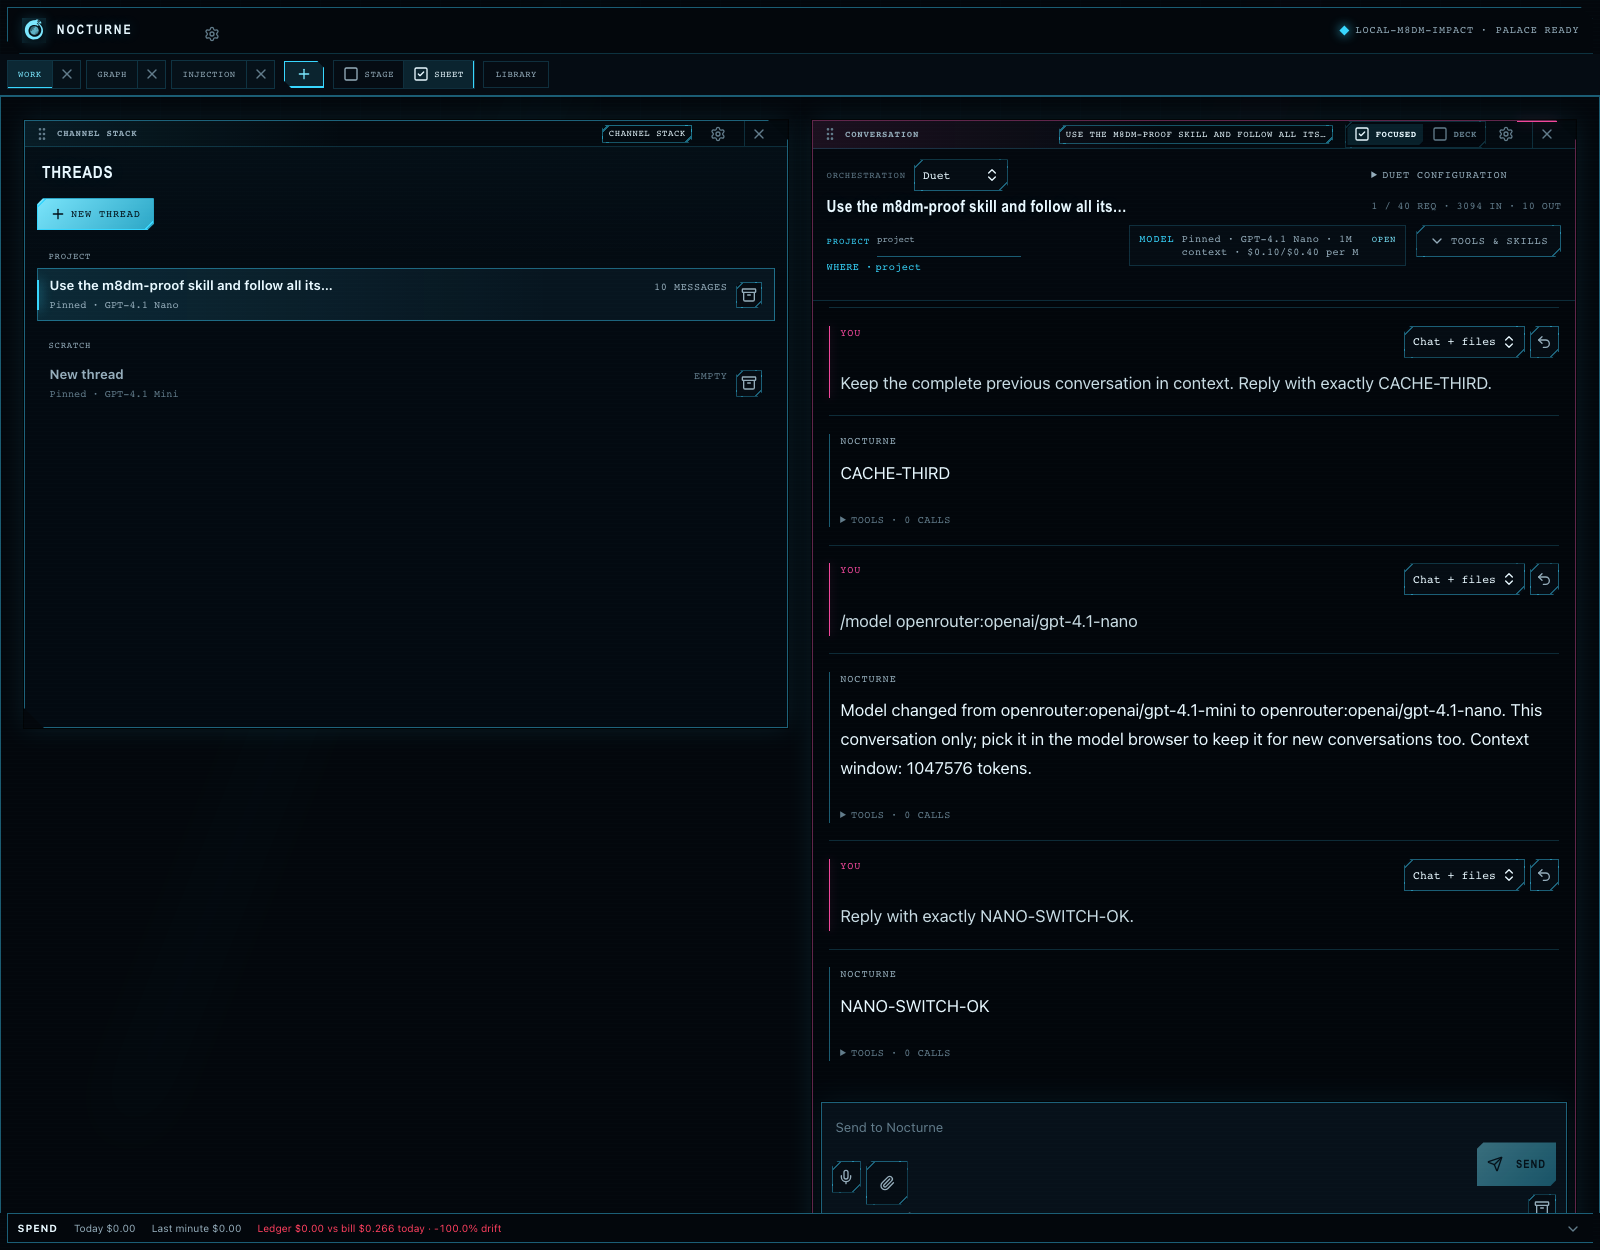 NOCTURNE
LOCAL-M8DM-IMPACT · PALACE READY
WORK
GRAPH
INJECTION
STAGE
SHEET
LIBRARY
CHANNEL STACK
CHANNEL STACK
THREADS
NEW THREAD
PROJECT
Use the m8dm-proof skill and follow all its...
10 MESSAGES
Pinned · GPT-4.1 Nano
SCRATCH
New thread
EMPTY
Pinned · GPT-4.1 Mini
CONVERSATION
USE THE M8DM-PROOF SKILL AND FOLLOW ALL ITS…
FOCUSED
DECK
ORCHESTRATION
Duet
DUET CONFIGURATION
Use the m8dm-proof skill and follow all its...
1 / 40 REQ · 3094 IN · 10 OUT
PROJECT project
MODEL Pinned · GPT-4.1 Nano · 1M
context · $0.10/$0.40 per M
OPEN
TOOLS & SKILLS
WHERE · project
YOU
Chat + files
Keep the complete previous conversation in context. Reply with exactly CACHE-THIRD.
NOCTURNE
CACHE-THIRD
TOOLS · 0 CALLS
YOU
Chat + files
/model openrouter:openai/gpt-4.1-nano
NOCTURNE
Model changed from openrouter:openai/gpt-4.1-mini to openrouter:openai/gpt-4.1-nano. This
conversation only; pick it in the model browser to keep it for new conversations too. Context
window: 1047576 tokens.
TOOLS · 0 CALLS
YOU
Chat + files
Reply with exactly NANO-SWITCH-OK.
NOCTURNE
NANO-SWITCH-OK
TOOLS · 0 CALLS
Send to Nocturne
SEND
SPEND Today $0.00 Last minute $0.00 Ledger $0.00 vs bill $0.266 today · -100.0% drift